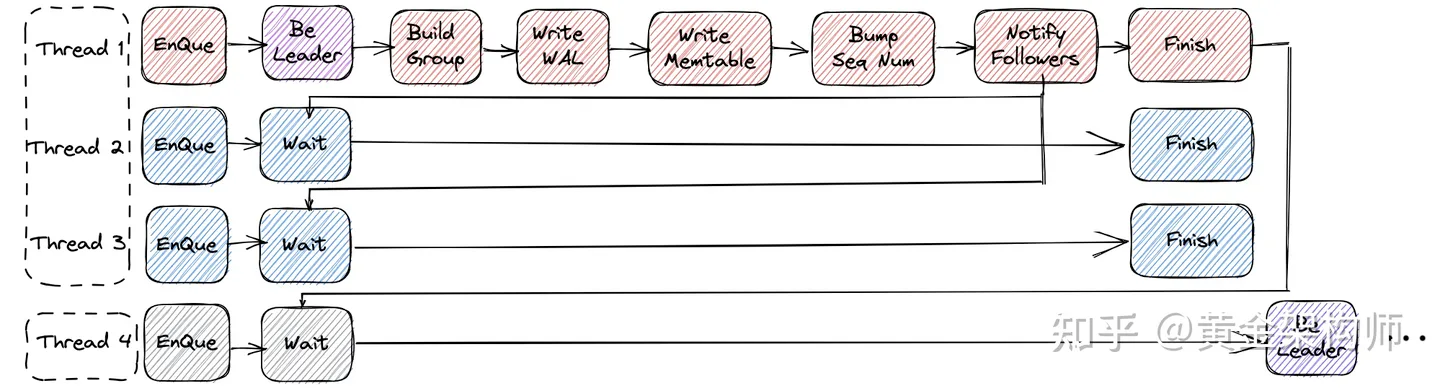 Thread 1
EnQue
Be
Leader
Build
Group
Write
WAL
Write
Memtable
Bump
Seq Num
Notify
Followers
Finish
Thread 2
EnQue
Wait
Finish
Thread 3
EnQue
Wait
Finish
Thread 4
EnQue
Wait
Be
Leader
...
知乎 @黄金架构师